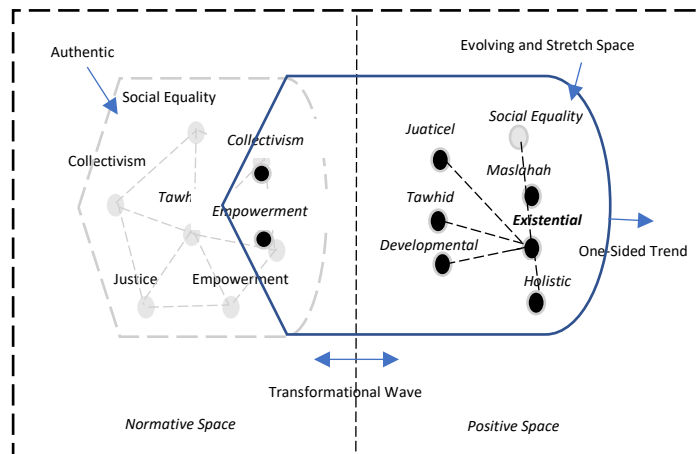 Authentic
Evolving and Stretch Space
Social Equality
Collectivism
Juaticel
Social Equality
Collectivism
Maslahah
Tawh
Empowerment
Tawhid
Existential
Developmental
One-Sided Trend
Justice
Empowerment
Holistic
Transformational Wave
Normative Space
Positive Space